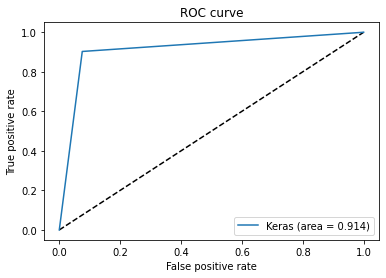 ROC curve
1.0
0.8
0.6
0.4
0.2
0.0
True positive rate
Keras (area = 0.914)
0.0 0.2 0.4 0.6 0.8 1.0
False positive rate